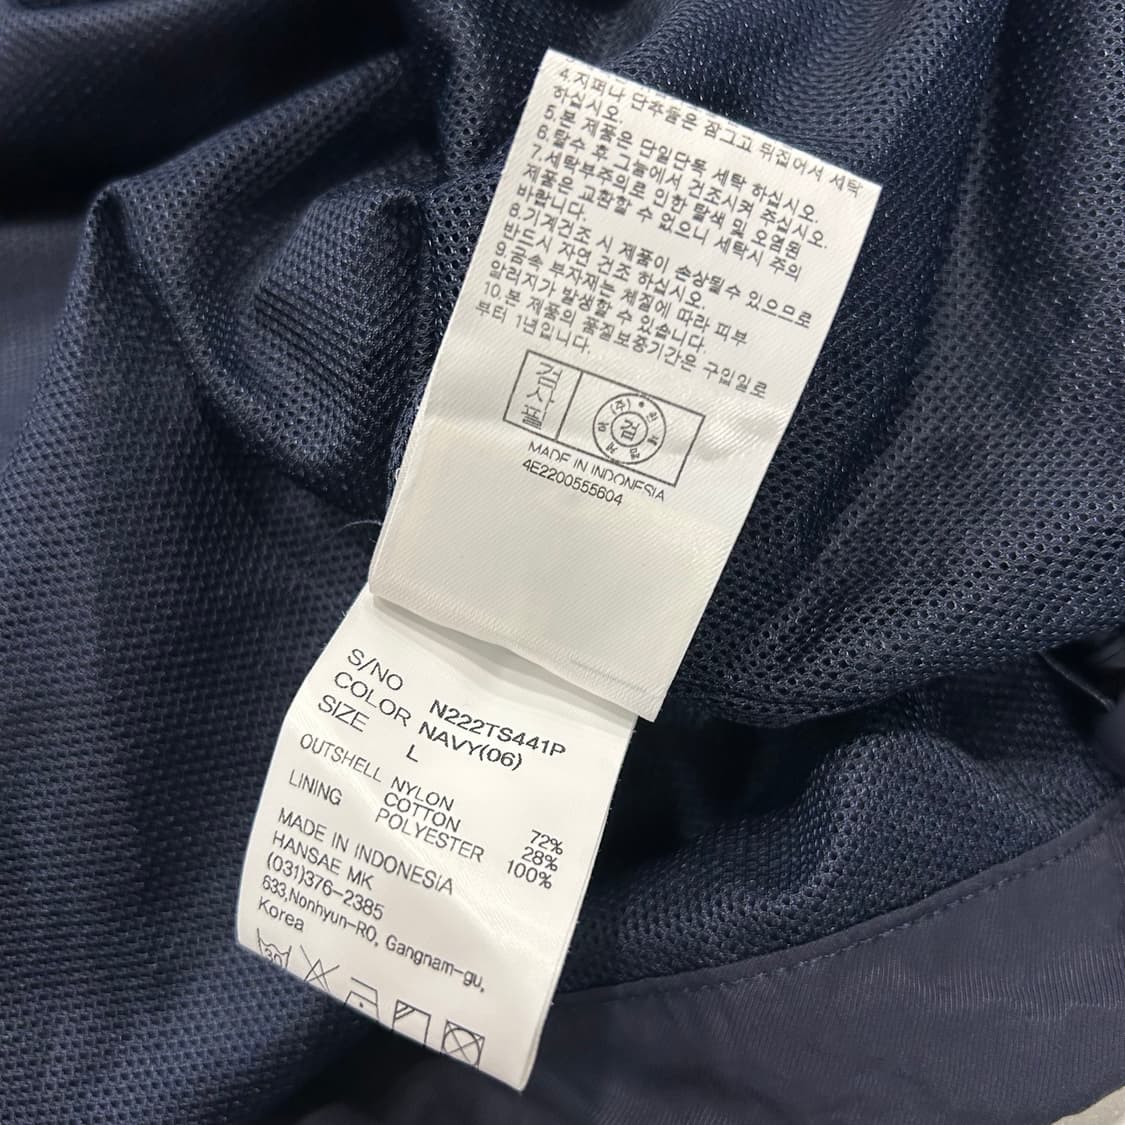 4.지퍼나 단추들은 잠그고 뒤집어서 세탁
하십시오.
5.본 제품은 단일단독 세탁 하십시오.
6.탈수 후 그늘에서 건조시켜 주십시오.
7.세탁부주의로 인한 탈색 및 오염된
제품은 교환할 수 없으니 세탁시 주의
바랍니다.
8.기계건조 시 제품이 손상될 수 있으므로
반드시 자연 건조 하십시오.
9.금속 부자재는 체질에 따라 피부
알러지가 발생할 수 있습니다.
10.본 제품의 품질보증기간은 구입일로
부터 1년입니다.
검사필
검
MADE IN INDONESIA
4E2200555604
S/NO N222TS441P
COLOR NAVY(06)
SIZE L
OUTSHELL NYLON 72%
COTTON 28%
LINING POLYESTER 100%
MADE IN INDONESIA
HANSAE MK
(031)376-2385
633,Nonhyun-RO, Gangnam-gu,
Korea
30